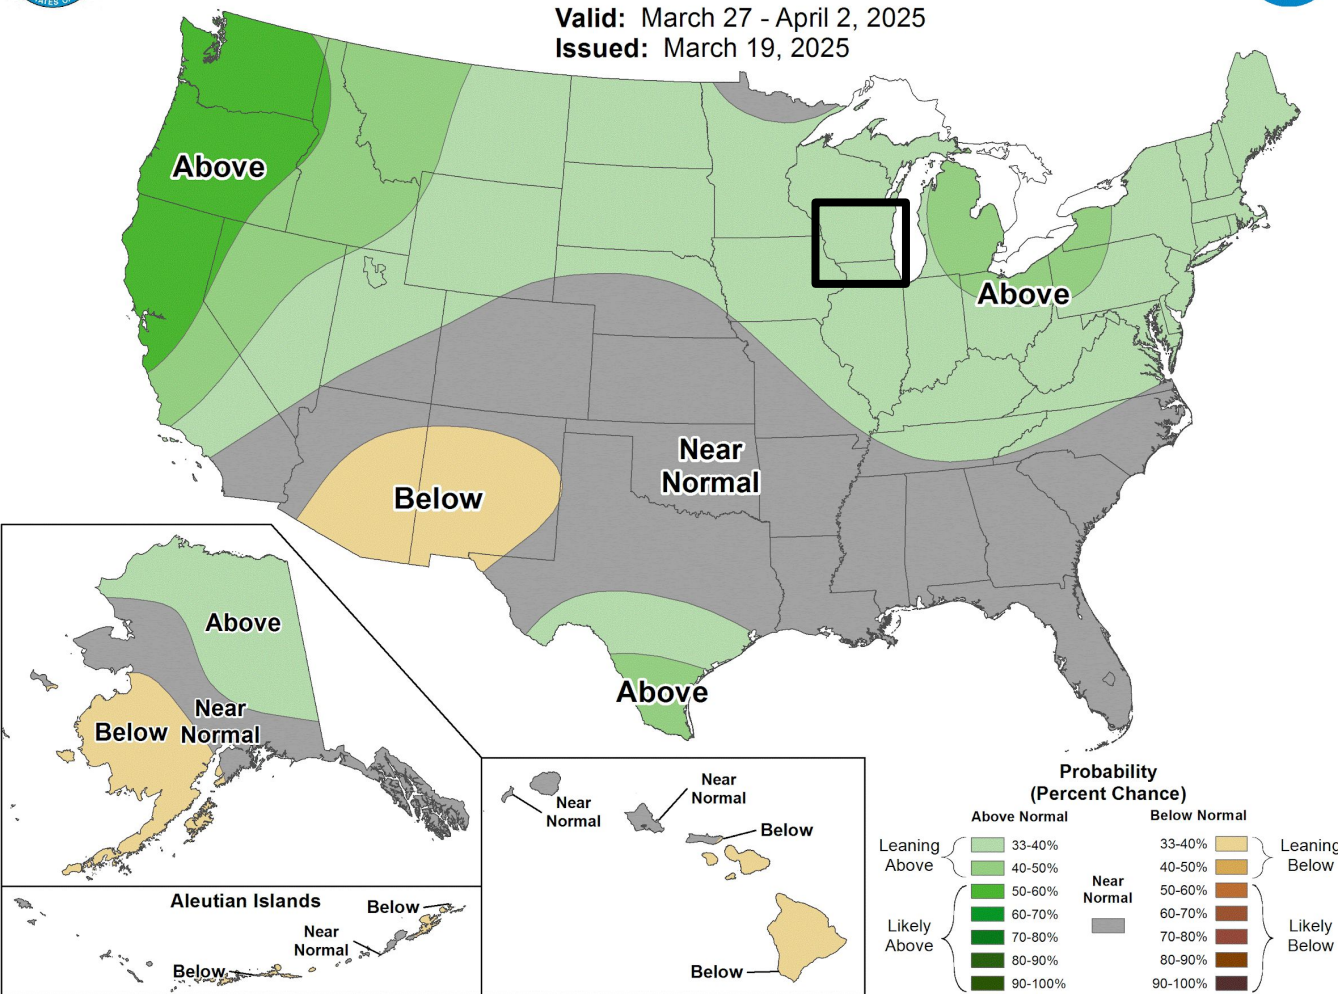 ATES OF
Valid: March 27 - April 2, 2025
Issued: March 19, 2025
Above
Above
Near
Normal
Below
Above
Above
Near
Normal
Below
Near
Normal
Near
Normal
Below
Below
Aleutian Islands
Below
Near
Normal
Below
Probability
(Percent Chance)
Above Normal
Below Normal
Leaning
Above
33-40%
40-50%
Likely
Above
50-60%
60-70%
70-80%
80-90%
90-100%
Near
Normal
33-40%
40-50%
Leaning
Below
50-60%
60-70%
70-80%
80-90%
90-100%
Likely
Below